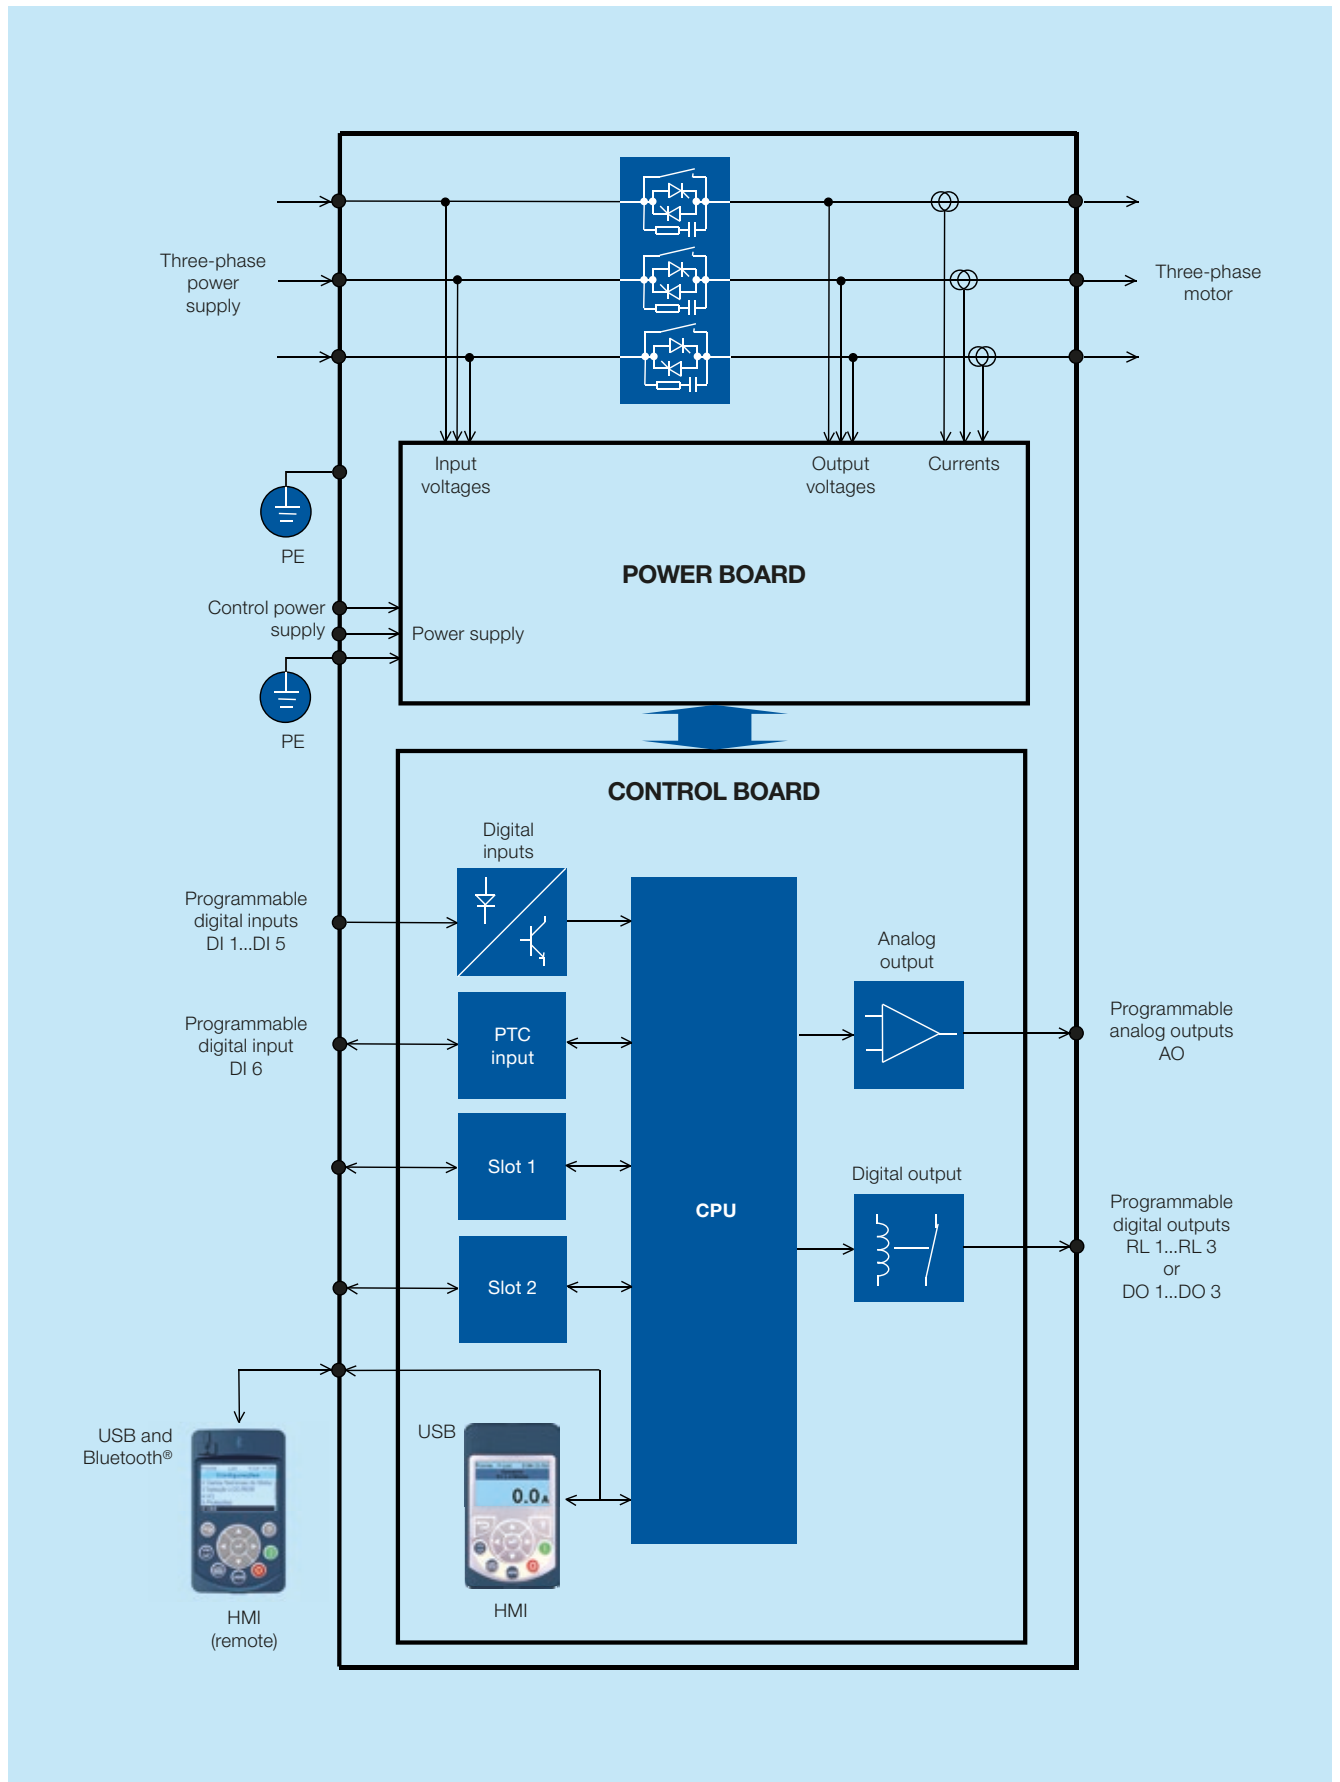 Three-phase
power
supply
Three-phase
motor
Input
voltages
Output
voltages
Currents
PE
POWER BOARD
Control power
supply
Power supply
PE
CONTROL BOARD
Digital
inputs
Programmable
digital inputs
DI 1...DI 5
Analog
output
Programmable
digital input
DI 6
PTC
input
Programmable
analog outputs
AO
Slot 1
CPU
Digital output
Programmable
digital outputs
RL 1...RL 3
or
DO 1...DO 3
Slot 2
USB and
Bluetooth®
USB
0.0A
HMI
HMI
(remote)